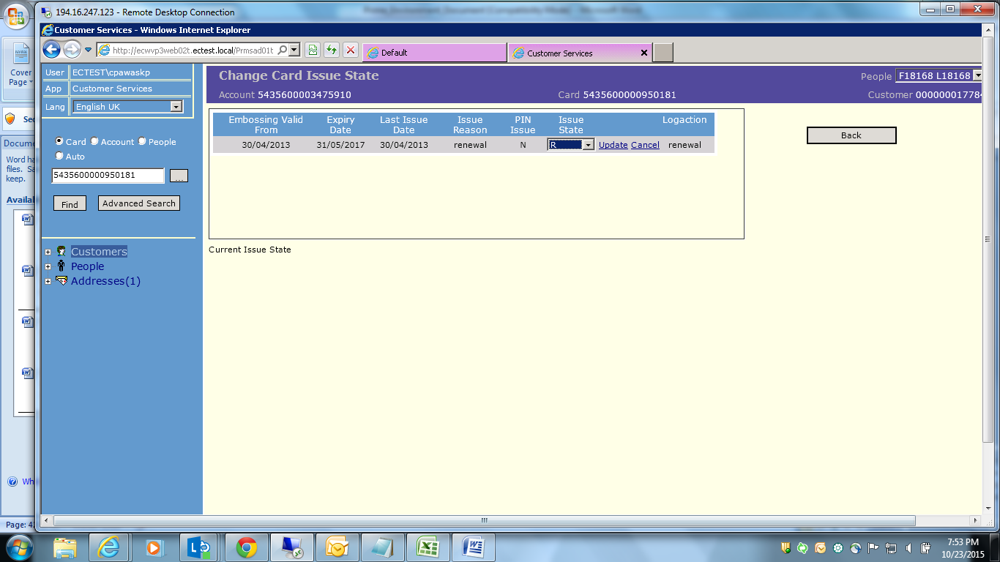 194.16.247.123 - Remote Desktop Connection
Customer Services - Windows Internet Explorer
http://ecwvp3web02t.ectest.local/Prmsad01t
Default
Customer Services
Cover
Page
User ECTEST\cpawaskp
App Customer Services
Lang English UK
Change Card Issue State
People F18168 L18168
Account 5435600003475910
Card 5435600000950181
Customer 00000001778
Embossing Valid From
Expiry Date
Last Issue Date
Issue Reason
PIN Issue
Issue State
Logaction
30/04/2013 31/05/2017 30/04/2013 renewal N R Update Cancel renewal
Back
Card Account People
Auto
5435600000950181 ...
Find Advanced Search
Customers
People
Addresses(1)
Current Issue State
Sec
Docume
Word ha
files. S
keep.
Availal
Wh
Page: 42
7:53 PM
10/23/2015